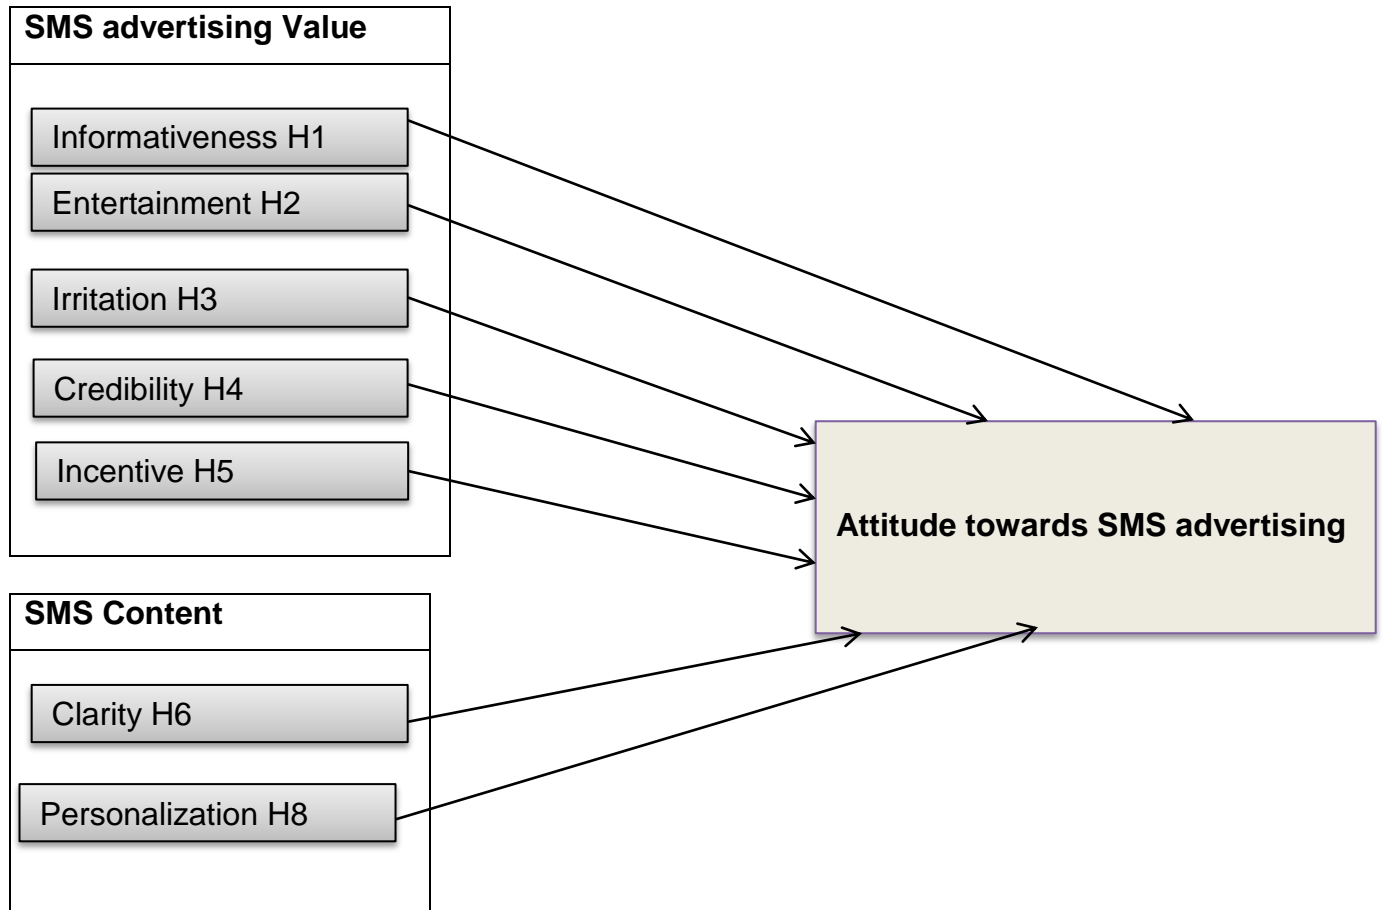 SMS advertising Value
Informativeness H1
Entertainment H2
Irritation H3
Credibility H4
Incentive H5
Attitude towards SMS advertising
SMS Content
Clarity H6
Personalization H8